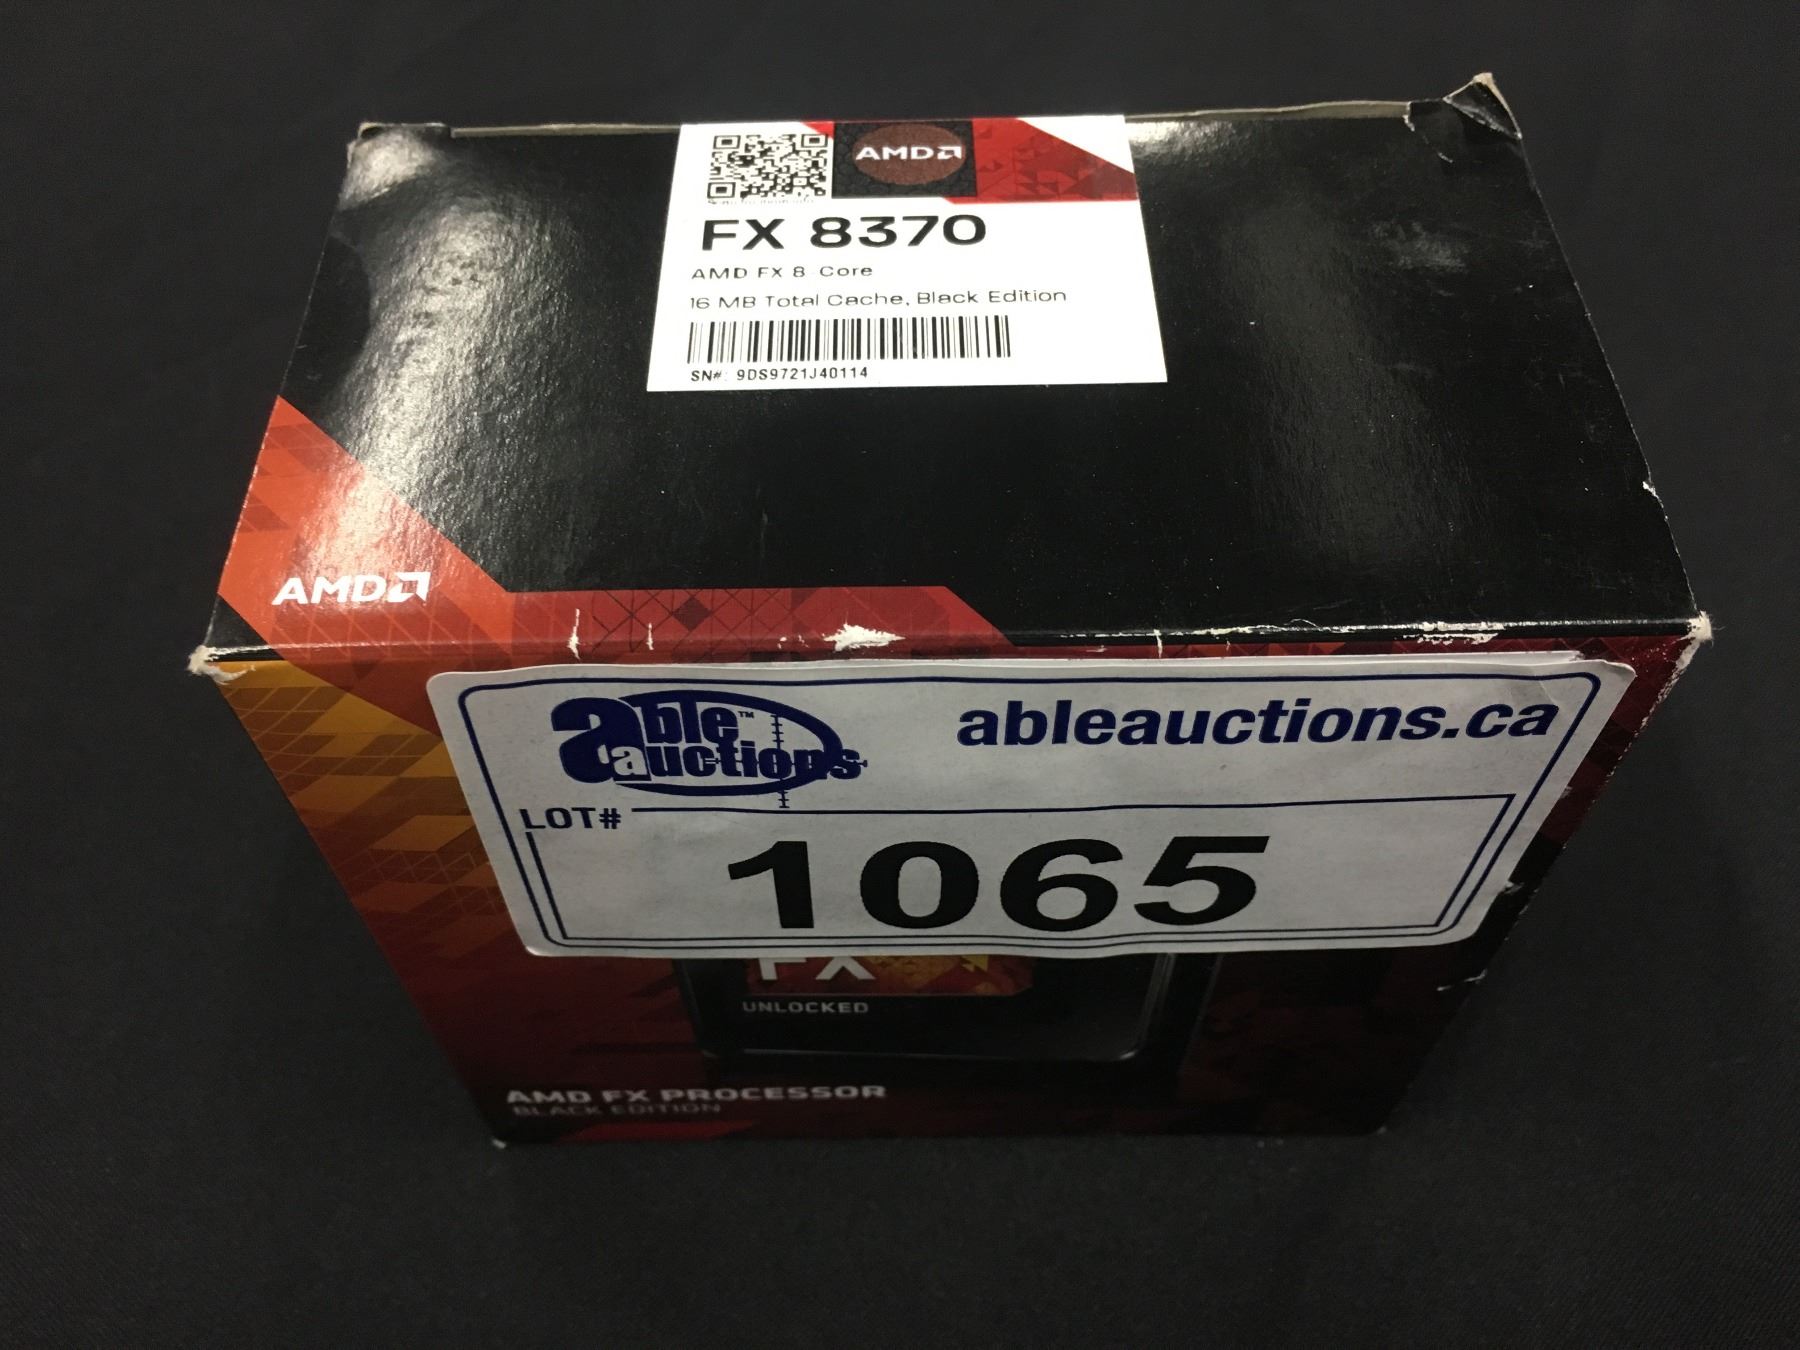 AMD
FX 8370
AMD FX 8-Core
16 MB Total Cache, Black Edition
SN#: 9DS9721J40114
AMD
able™
auctions
ableauctions.ca
LOT#
1065
FX
UNLOCKED
AMD FX PROCESSOR
BLACK EDITION